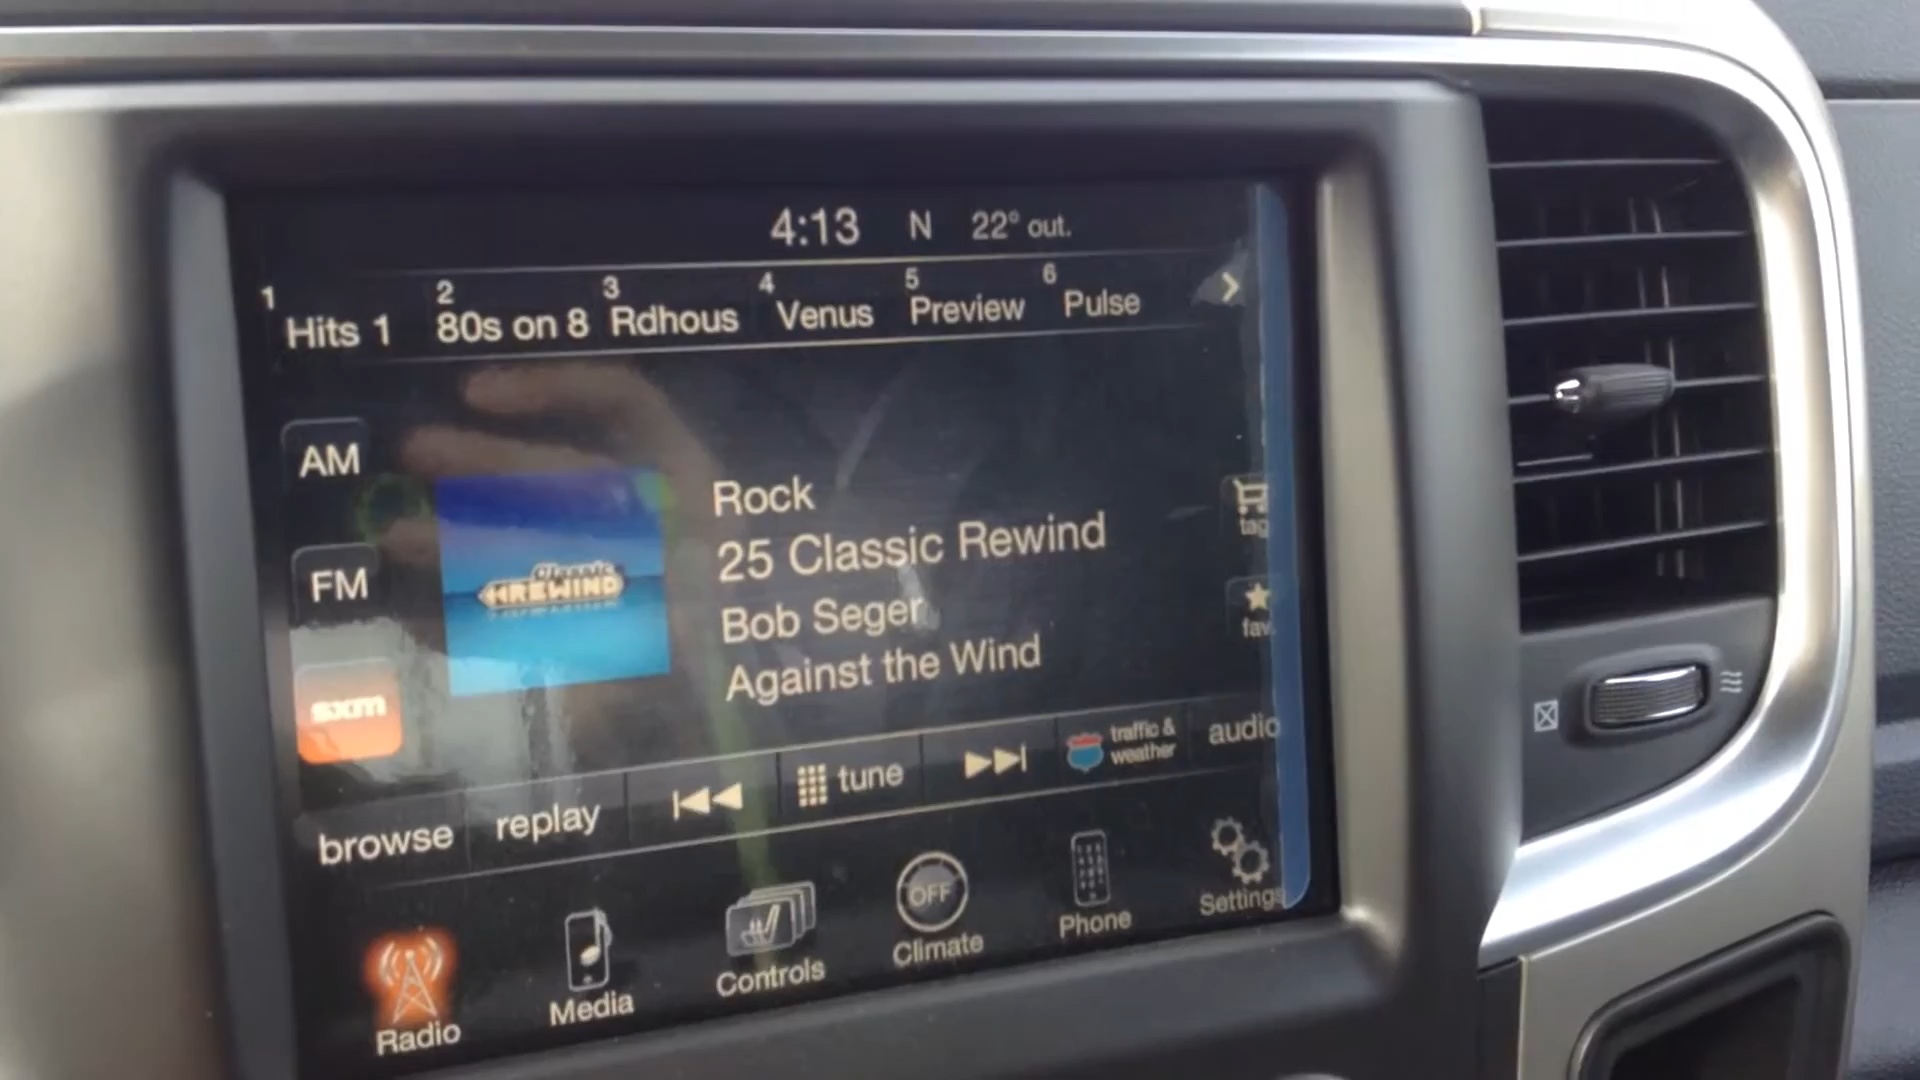 4:13 N 22° out.
1 Hits 1 2 80s on 8 3 Rdhous 4 Venus 5 Preview 6 Pulse
AM
FM
sxm
Classic
REWIND
Rock
25 Classic Rewind
Bob Seger
Against the Wind
tag
fav.
browse replay tune traffic & weather audio
Radio Media Controls OFF Climate Phone Settings